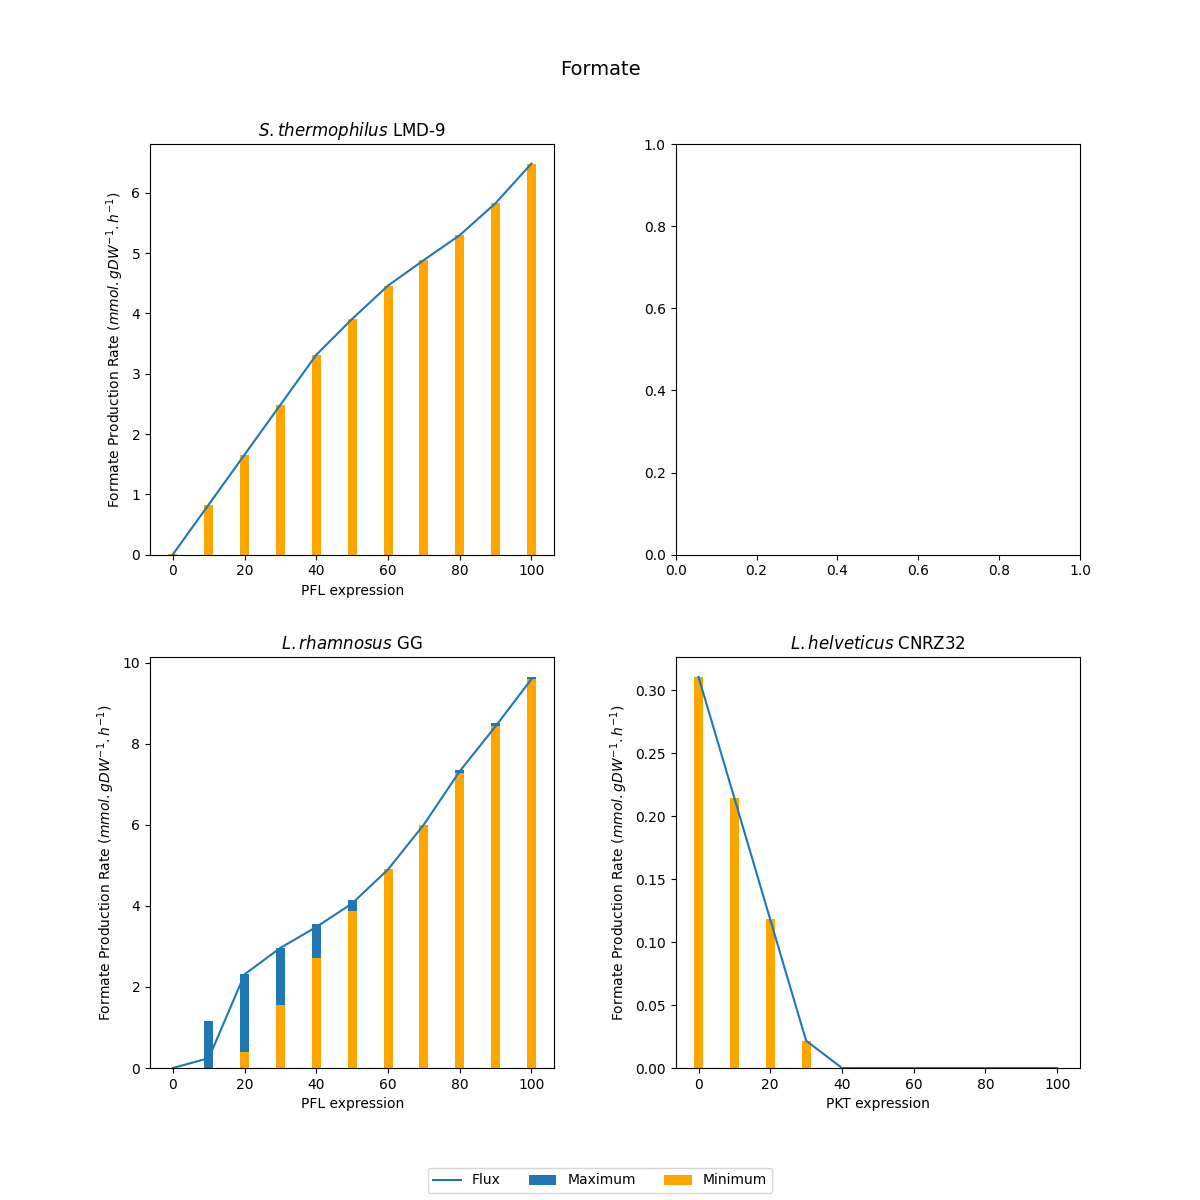 Formate
S. thermophilus LMD-9
Formate Production Rate (mmol.gDW⁻¹.h⁻¹)
6
5
4
3
2
1
0
0 20 40 60 80 100
PFL expression
1.0
0.8
0.6
0.4
0.2
0.0
0.0 0.2 0.4 0.6 0.8 1.0
L. rhamnosus GG
Formate Production Rate (mmol.gDW⁻¹.h⁻¹)
10
8
6
4
2
0
0 20 40 60 80 100
PFL expression
L. helveticus CNRZ32
Formate Production Rate (mmol.gDW⁻¹.h⁻¹)
0.30
0.25
0.20
0.15
0.10
0.05
0.00
0 20 40 60 80 100
PKT expression
Flux Maximum Minimum